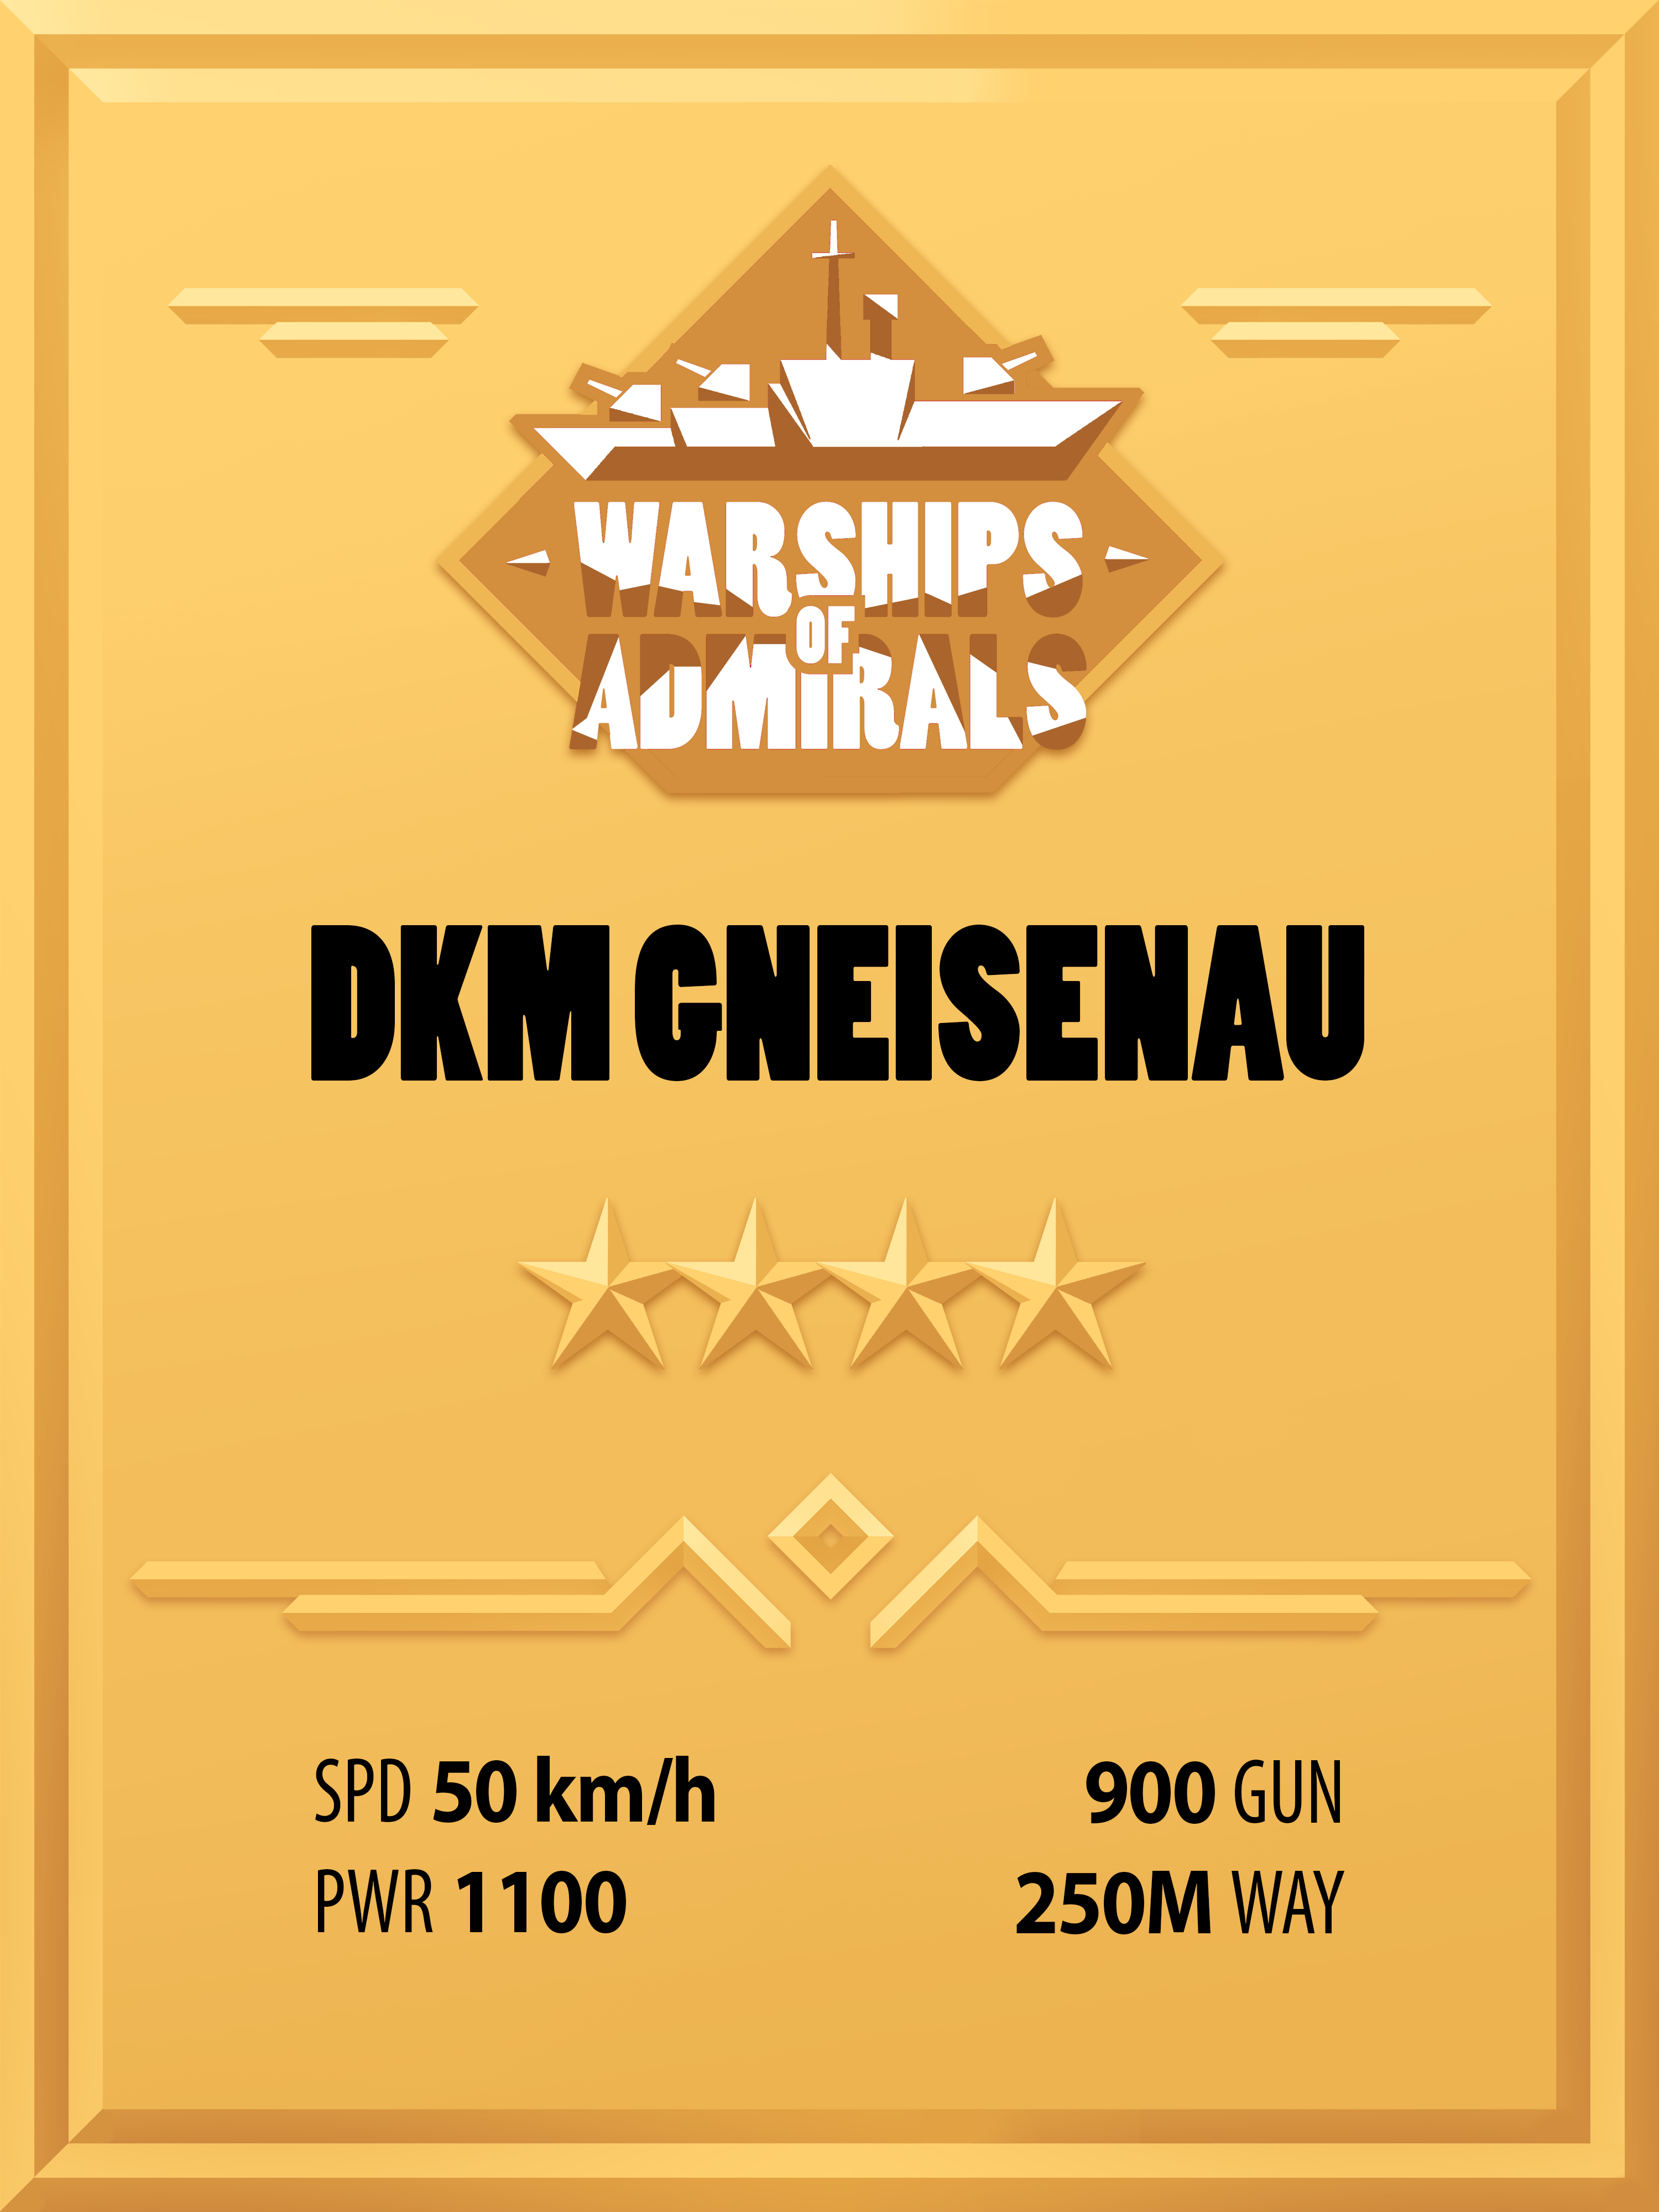 WARSHIPS
OF
ADMIRALS
DKM GNEISENAU
SPD 50 km/h
900 GUN
PWR 1100
250M WAY